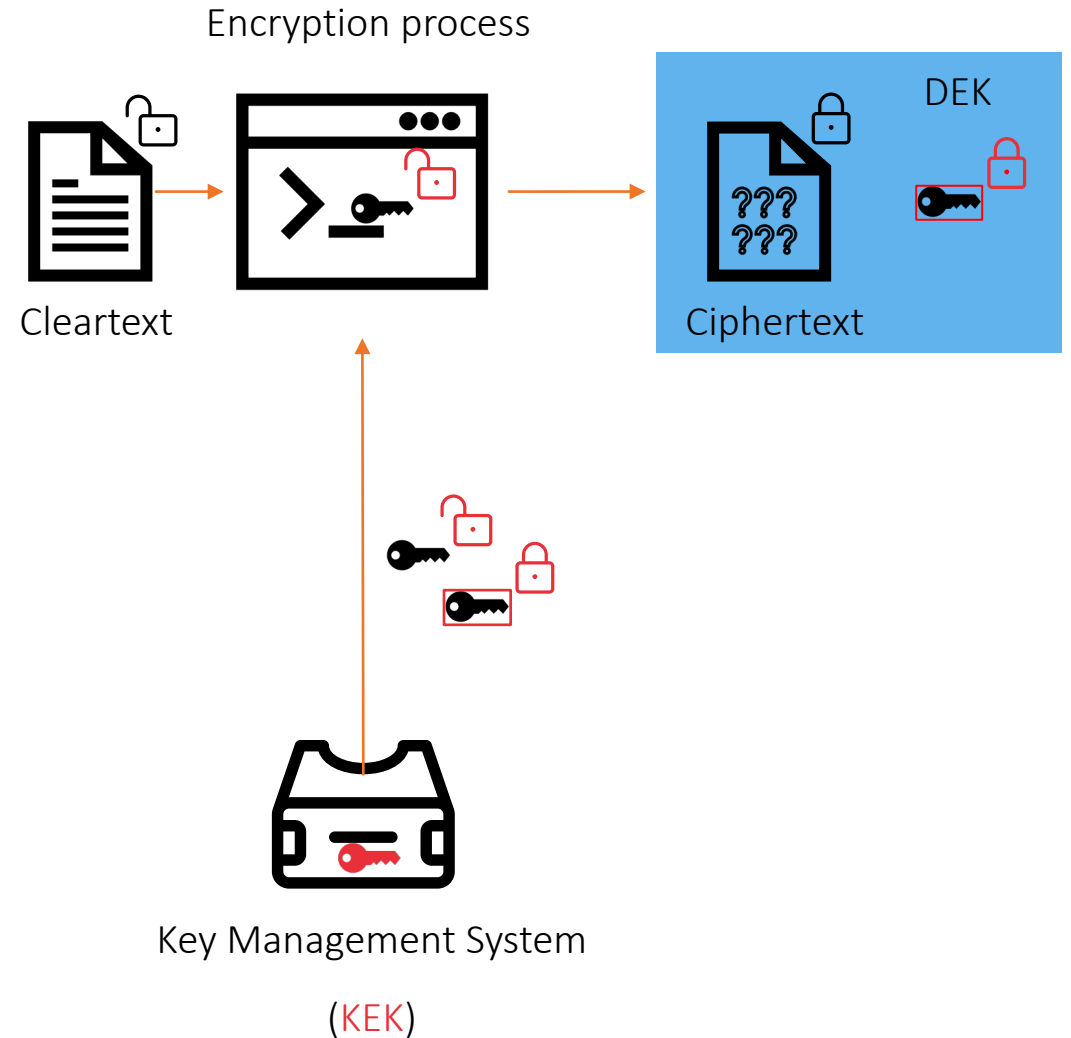 Encryption process
DEK
???
???
Cleartext
Ciphertext
Key Management System
(KEK)